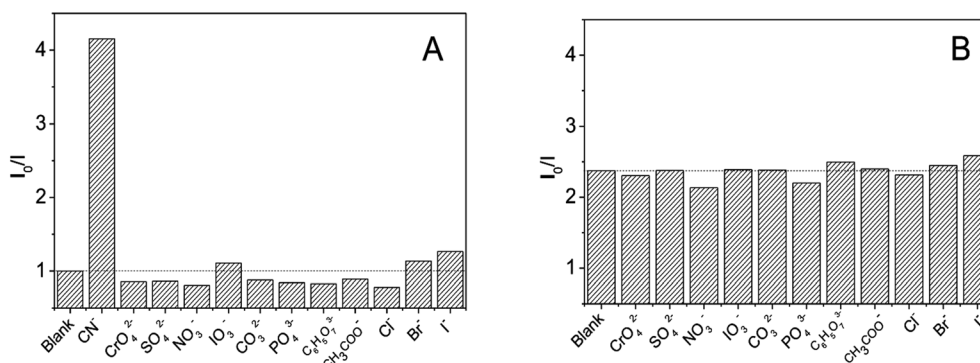 A
4
3
2
1
I₀/I
Blank
CN⁻
CrO₄²⁻
SO₄²⁻
NO₃⁻
IO₃⁻
CO₃²⁻
PO₄³⁻
C₆H₅O₇³⁻
CH₃COO⁻
Cl⁻
Br⁻
I⁻
B
4
3
2
1
I₀/I
Blank
CrO₄²⁻
SO₄²⁻
NO₃⁻
IO₃⁻
CO₃²⁻
PO₄³⁻
C₆H₅O₇³⁻
CH₃COO⁻
Cl⁻
Br⁻
I⁻